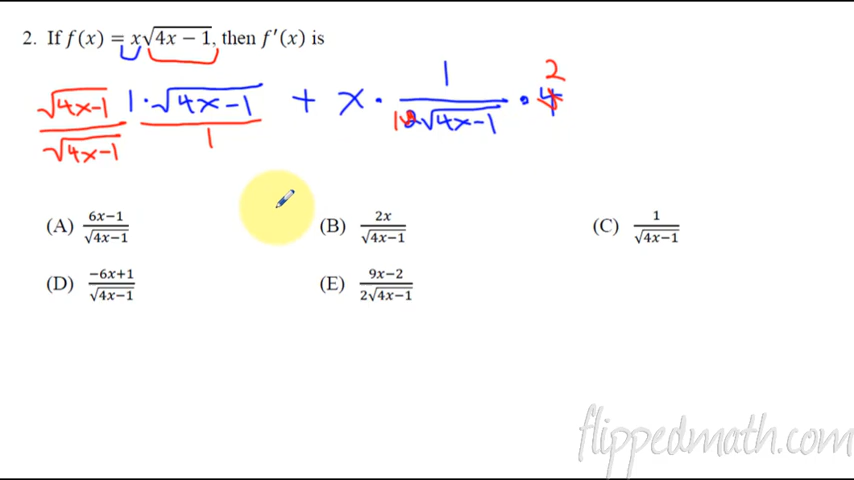 2. If f(x) = x√(4x − 1), then f′(x) is
√(4x-1)/√(4x-1) 1 · √(4x-1)/1 + x · 1/(2√(4x-1)) · 4 2
1
(A) (6x−1)/√(4x−1) (B) 2x/√(4x−1) (C) 1/√(4x−1)
(D) (−6x+1)/√(4x−1) (E) (9x−2)/(2√(4x−1))
flippedmath.com